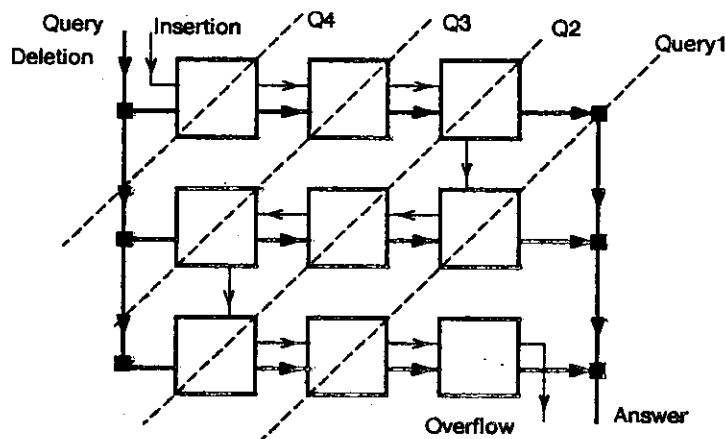 Query
Deletion
Insertion
Q4
Q3
Q2
Query1
Overflow
Answer